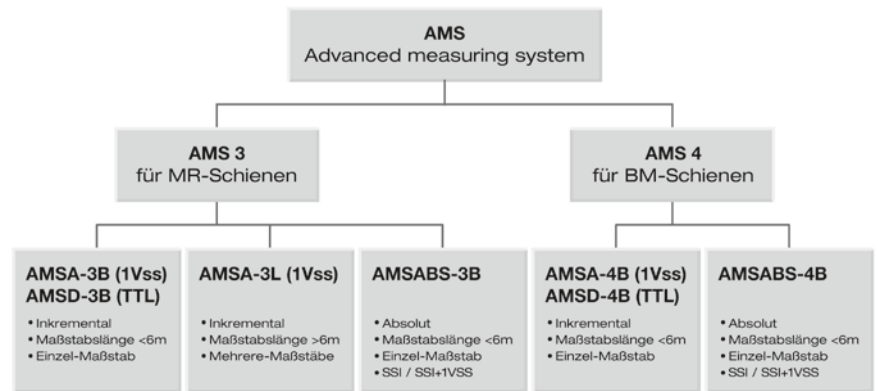 AMS
Advanced measuring system
AMS 3
für MR-Schienen
AMS 4
für BM-Schienen
AMSA-3B (1Vss)
AMSD-3B (TTL)
• Inkremental
• Maßstabslänge <6m
• Einzel-Maßstab
AMSA-3L (1Vss)
• Inkremental
• Maßstabslänge >6m
• Mehrere-Maßstäbe
AMSABS-3B
• Absolut
• Maßstabslänge <6m
• Einzel-Maßstab
• SSI / SSI+1VSS
AMSA-4B (1Vss)
AMSD-4B (TTL)
• Inkremental
• Maßstabslänge <6m
• Einzel-Maßstab
AMSABS-4B
• Absolut
• Maßstabslänge <6m
• Einzel-Maßstab
• SSI / SSI+1VSS